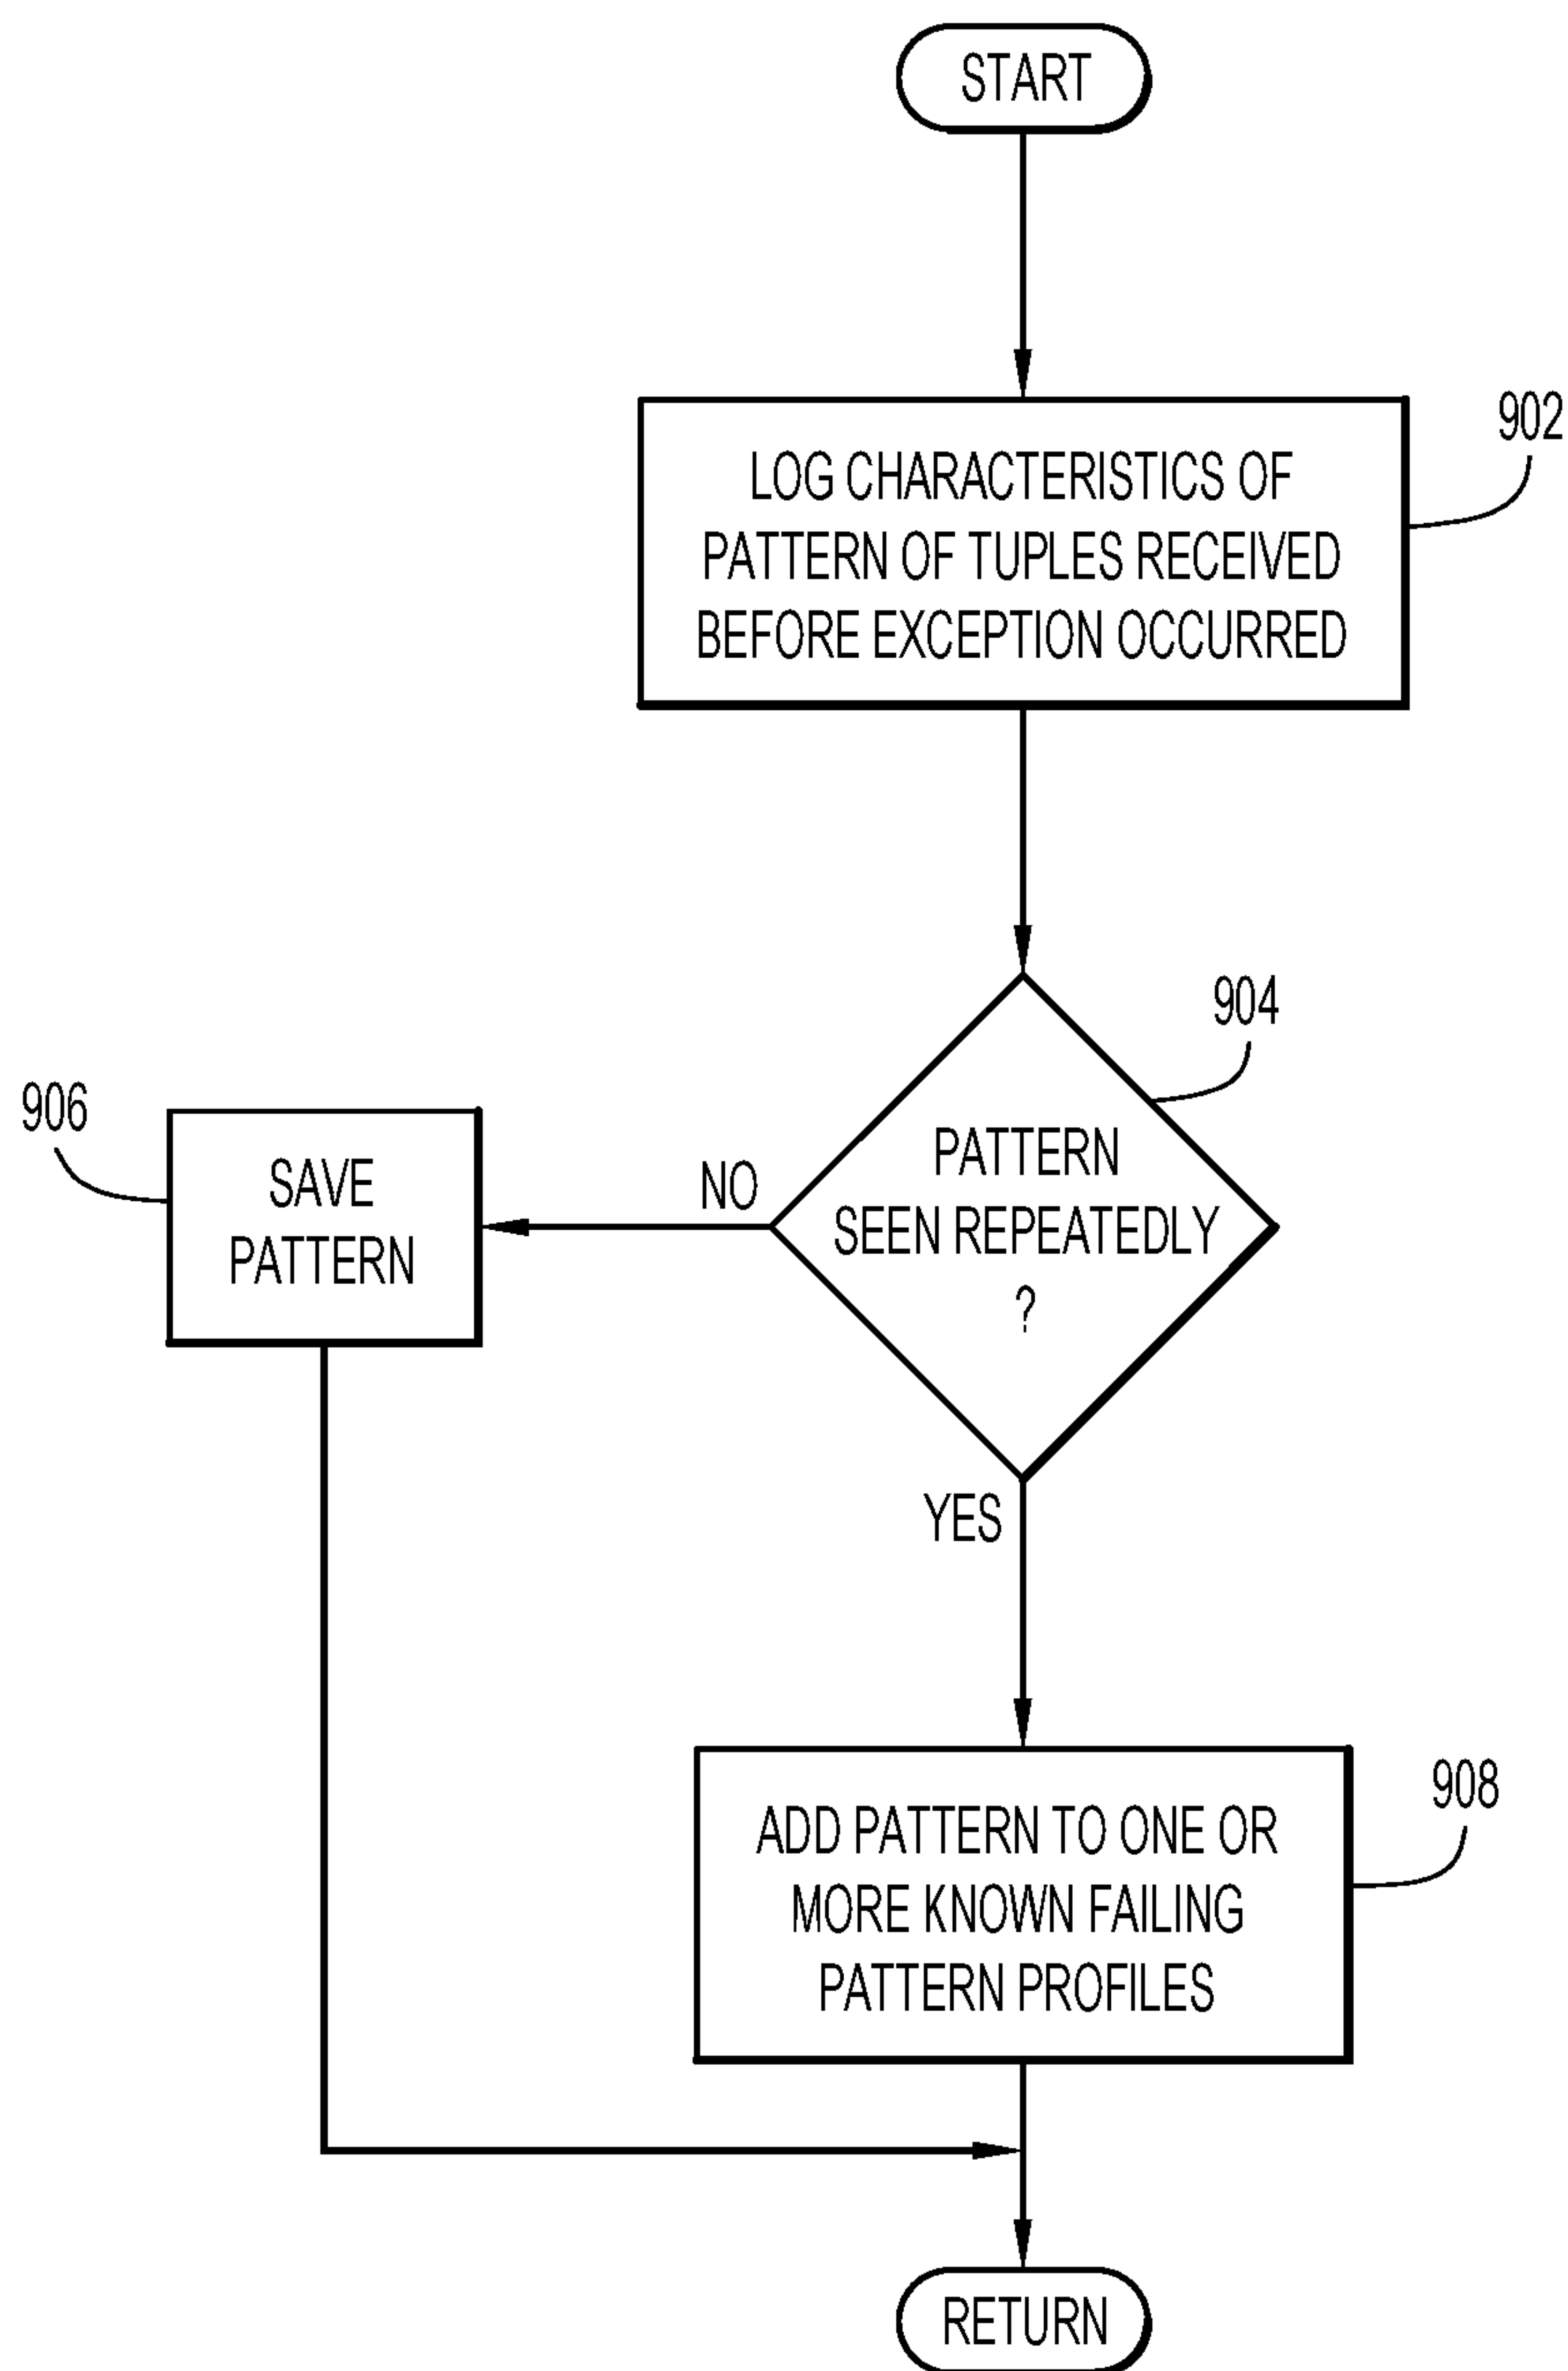 START
902
LOG CHARACTERISTICS OF
PATTERN OF TUPLES RECEIVED
BEFORE EXCEPTION OCCURRED
904
PATTERN
SEEN REPEATEDLY
?
NO
906
SAVE
PATTERN
YES
908
ADD PATTERN TO ONE OR
MORE KNOWN FAILING
PATTERN PROFILES
RETURN